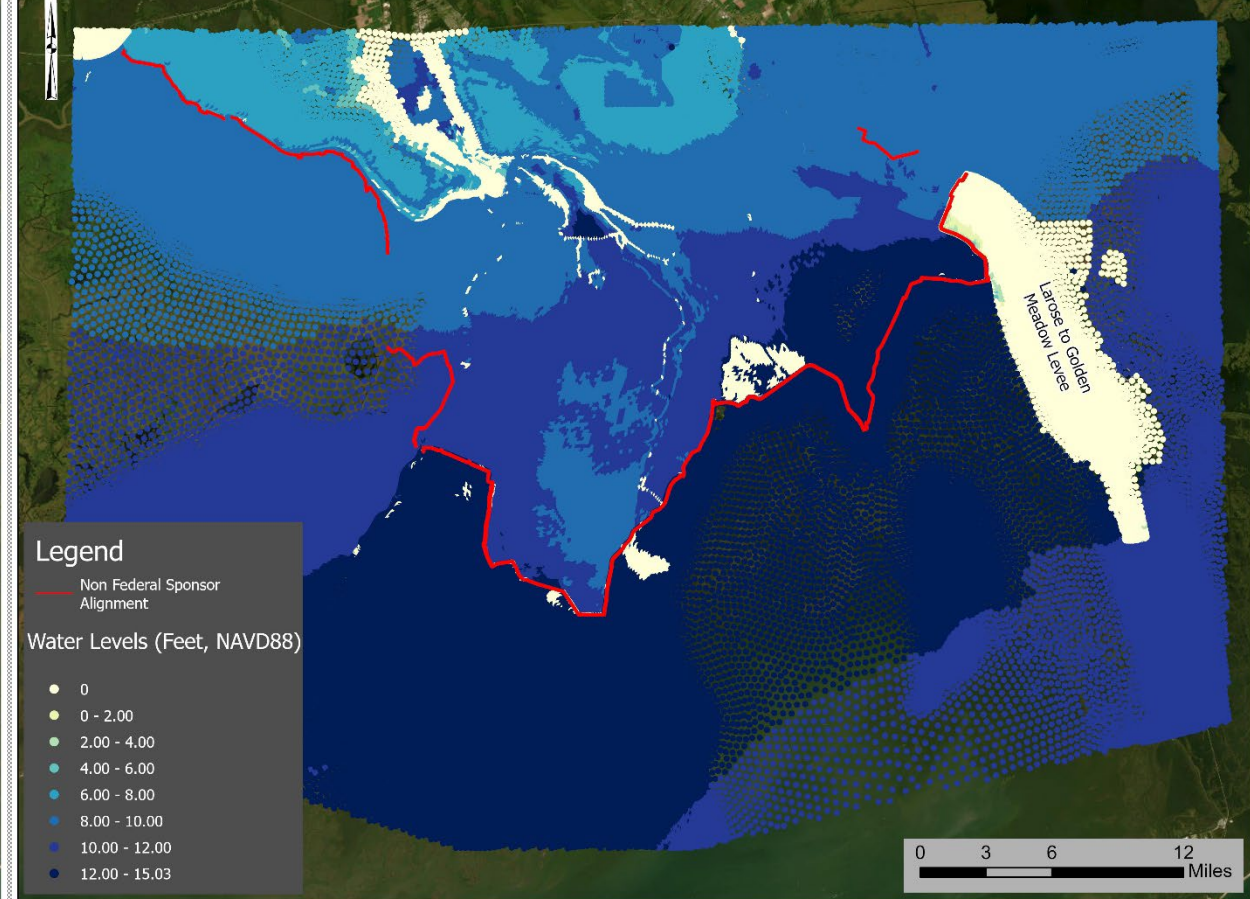 Larose to Golden
Meadow Levee
Legend
Non Federal Sponsor
Alignment
Water Levels (Feet, NAVD88)
0
0 - 2.00
2.00 - 4.00
4.00 - 6.00
6.00 - 8.00
8.00 - 10.00
10.00 - 12.00
12.00 - 15.03
0 3 6 12
Miles